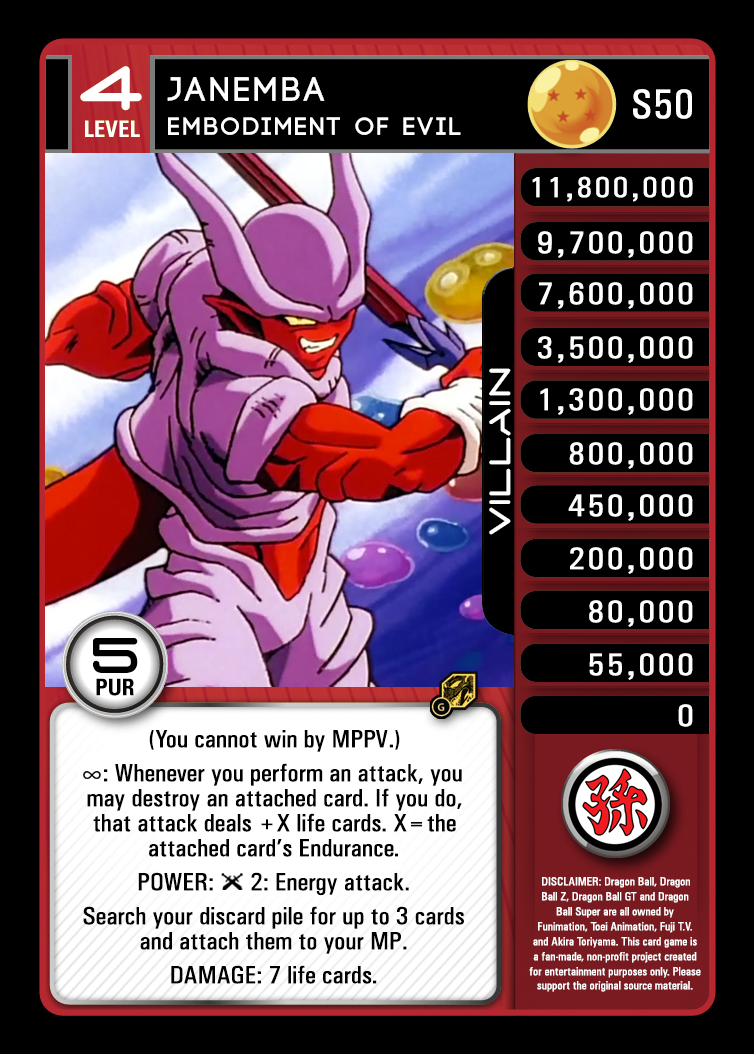 4
LEVEL
JANEMBA
EMBODIMENT OF EVIL
S50
11,800,000
9,700,000
7,600,000
3,500,000
1,300,000
800,000
450,000
200,000
80,000
55,000
0
VILLAIN
5
PUR
G
(You cannot win by MPPV.)
∞: Whenever you perform an attack, you
may destroy an attached card. If you do,
that attack deals +X life cards. X=the
attached card's Endurance.
POWER: 2: Energy attack.
Search your discard pile for up to 3 cards
and attach them to your MP.
DAMAGE: 7 life cards.
孫
DISCLAIMER: Dragon Ball, Dragon
Ball Z, Dragon Ball GT and Dragon
Ball Super are all owned by
Funimation, Toei Animation, Fuji T.V.
and Akira Toriyama. This card game is
a fan-made, non-profit project created
for entertainment purposes only. Please
support the original source material.